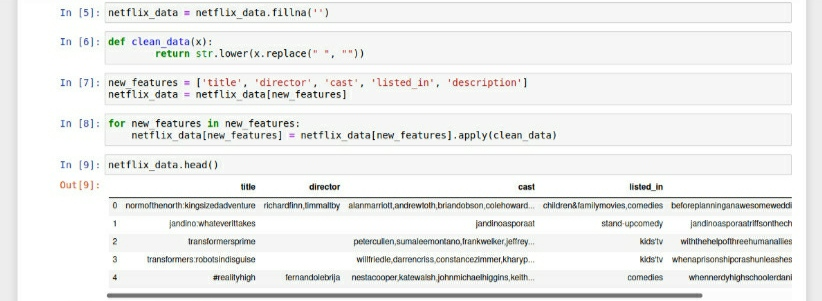 In [5]: netflix_data = netflix_data.fillna('')
In [6]: def clean_data(x):
return str.lower(x.replace(" ", ""))
In [7]: new_features = ['title', 'director', 'cast', 'listed_in', 'description']
netflix_data = netflix_data[new_features]
In [8]: for new_features in new_features:
netflix_data[new_features] = netflix_data[new_features].apply(clean_data)
In [9]: netflix_data.head()
Out[9]:
title director cast listed_in
0 normofthenorth:kingsizedadventure richardfinn,timmaltby alanmarriott,andrewtoth,briandobson,colehoward... children&familymovies,comedies beforeplanninganawesomeweddi
1 jandino:whateverittakes jandinoasporaat stand-upcomedy jandinoasporaatriffsonthech
2 transformersprime petercullen,sumaleemontano,frankwelker,jeffrey... kids'tv withthehelpofthreehumanallies
3 transformers:robotsindisguise willfriedle,darrencriss,constancezimmer,kharyp... kids'tv whenaprisonshipcrashunleashes
4 #realityhigh fernandolebrija nestacooper,katewalsh,johnmichaelhiggins,keith... comedies whennerdyhighschoolerdani